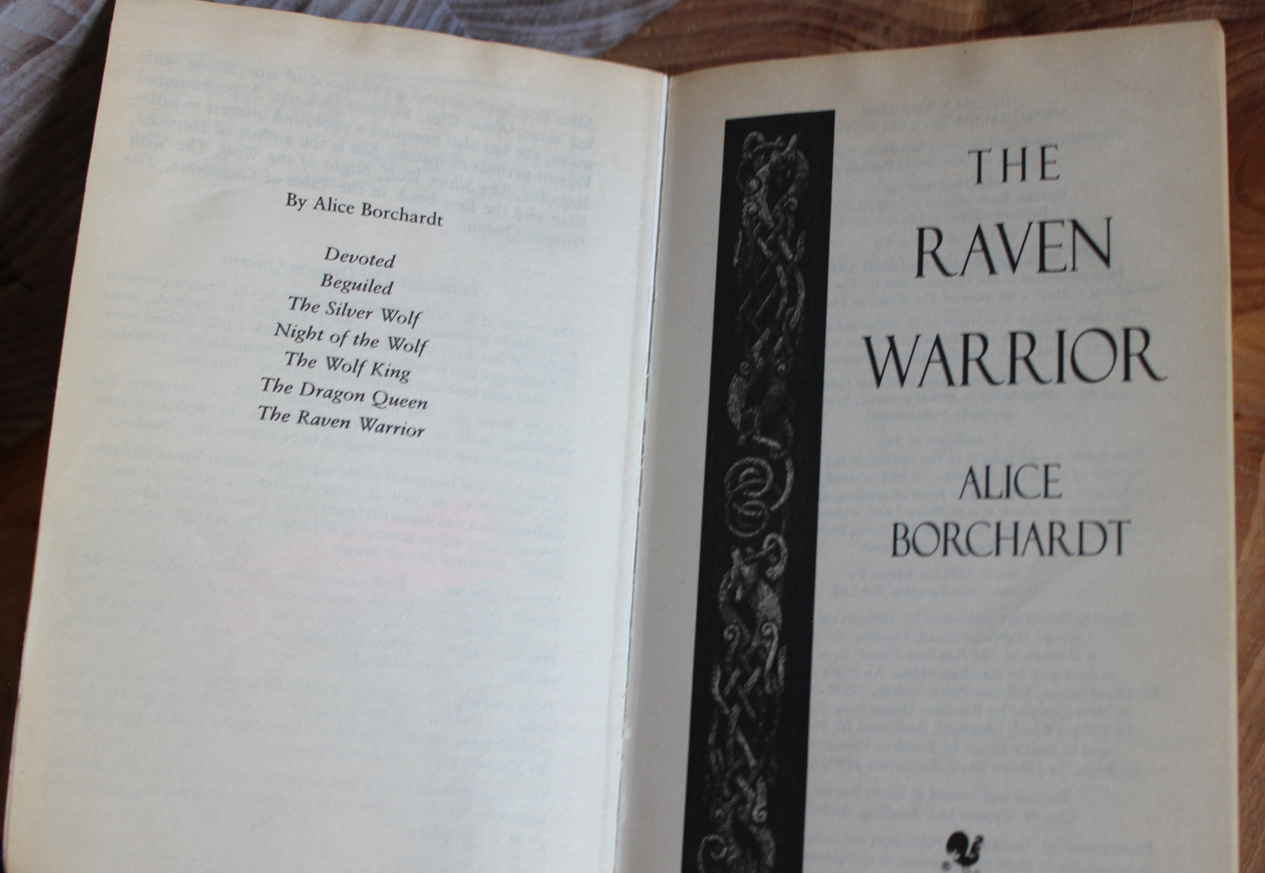 By Alice Borchardt
Devoted
Beguiled
The Silver Wolf
Night of the Wolf
The Wolf King
The Dragon Queen
The Raven Warrior
THE
RAVEN
WARRIOR
ALICE
BORCHARDT